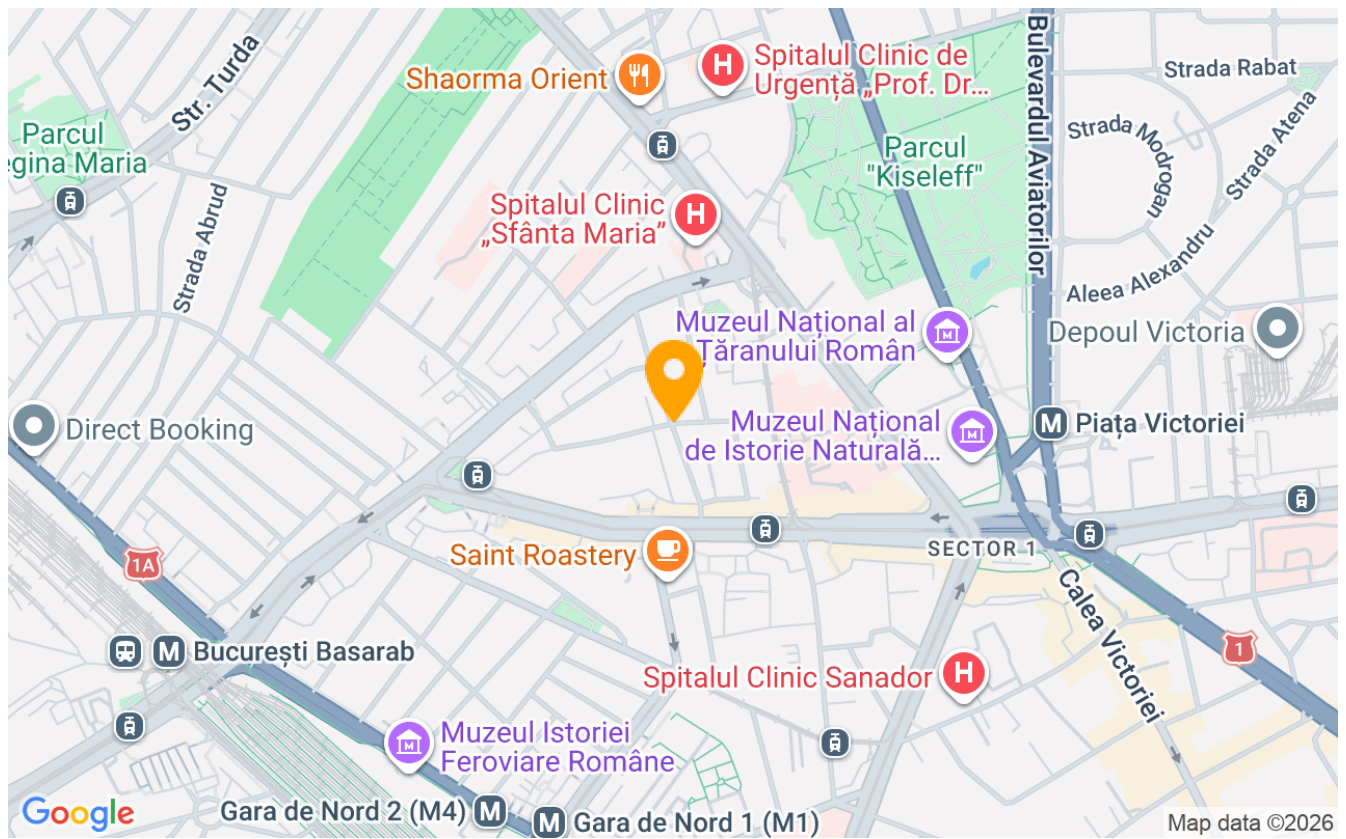 Bulevardul Aviatorilor
Spitalul Clinic de
Urgență „Prof. Dr...
Shaorma Orient
Strada Rabat
Str. Turda
Parcul
egina Maria
Parcul
"Kiseleff"
Strada Modrogan
Strada Atena
Strada Abrud
Spitalul Clinic
„Sfânta Maria”
Aleea Alexandru
Muzeul Național al
Țăranului Român
Depoul Victoria
Direct Booking
Muzeul Național
de Istorie Naturală...
Piața Victoriei
Saint Roastery
SECTOR 1
1A
Calea Victoriei
București Basarab
1
Spitalul Clinic Sanador
Muzeul Istoriei
Feroviare Române
Google
Gara de Nord 2 (M4)
Gara de Nord 1 (M1)
Map data ©2026